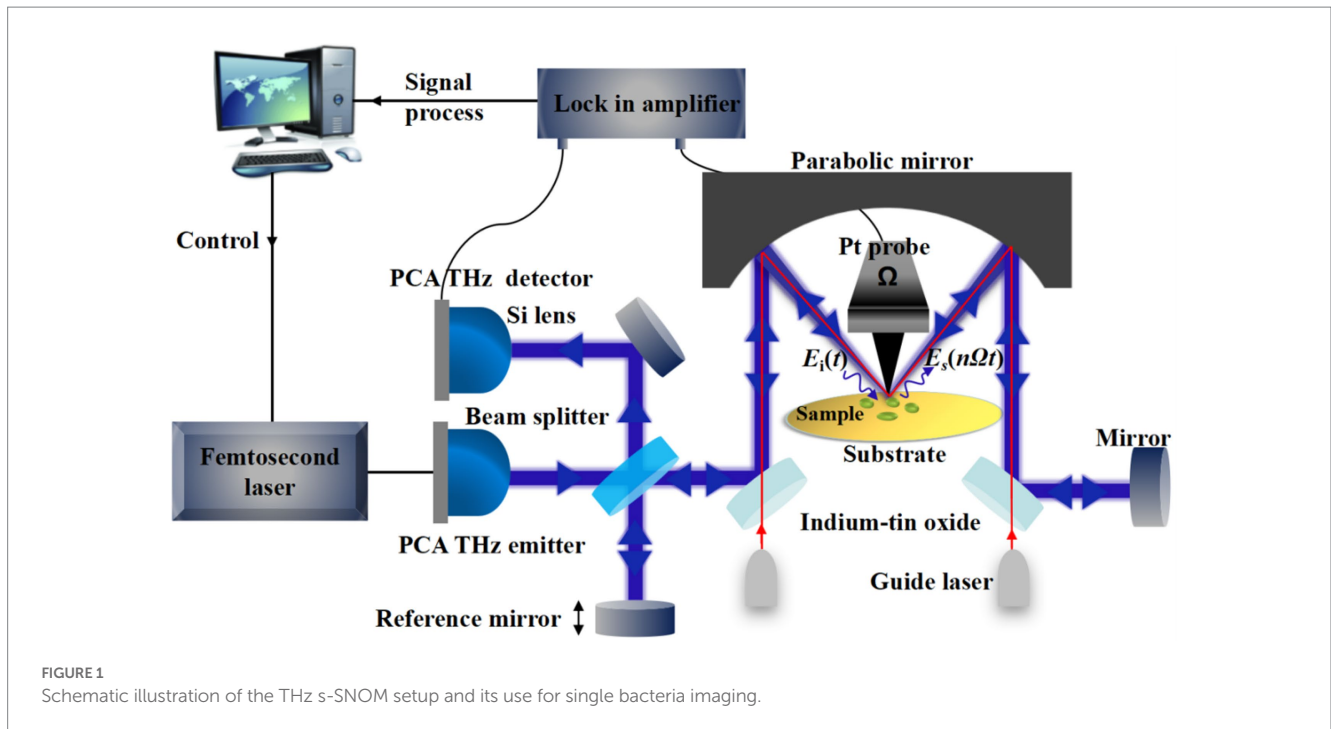 Signal
process
Lock in amplifier
Parabolic mirror
Control
Pt probe
Ω
PCA THz detector
Si lens
E_i(t)
E_s(nΩt)
Beam splitter
Sample
Substrate
Mirror
Femtosecond
laser
Indium-tin oxide
PCA THz emitter
Guide laser
Reference mirror
FIGURE 1
Schematic illustration of the THz s-SNOM setup and its use for single bacteria imaging.